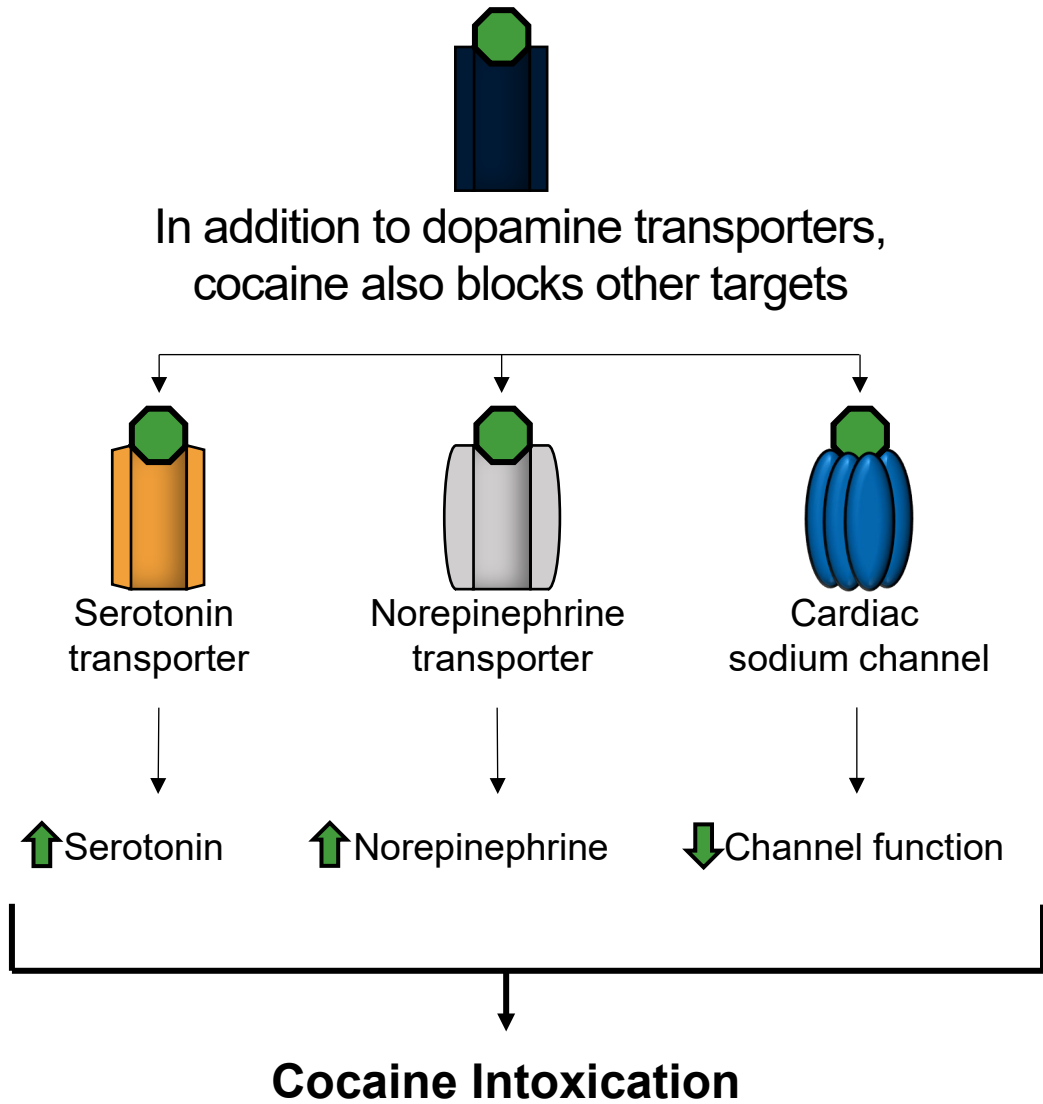 In addition to dopamine transporters,
cocaine also blocks other targets
Serotonin
transporter
Norepinephrine
transporter
Cardiac
sodium channel
Serotonin
Norepinephrine
Channel function
Cocaine Intoxication